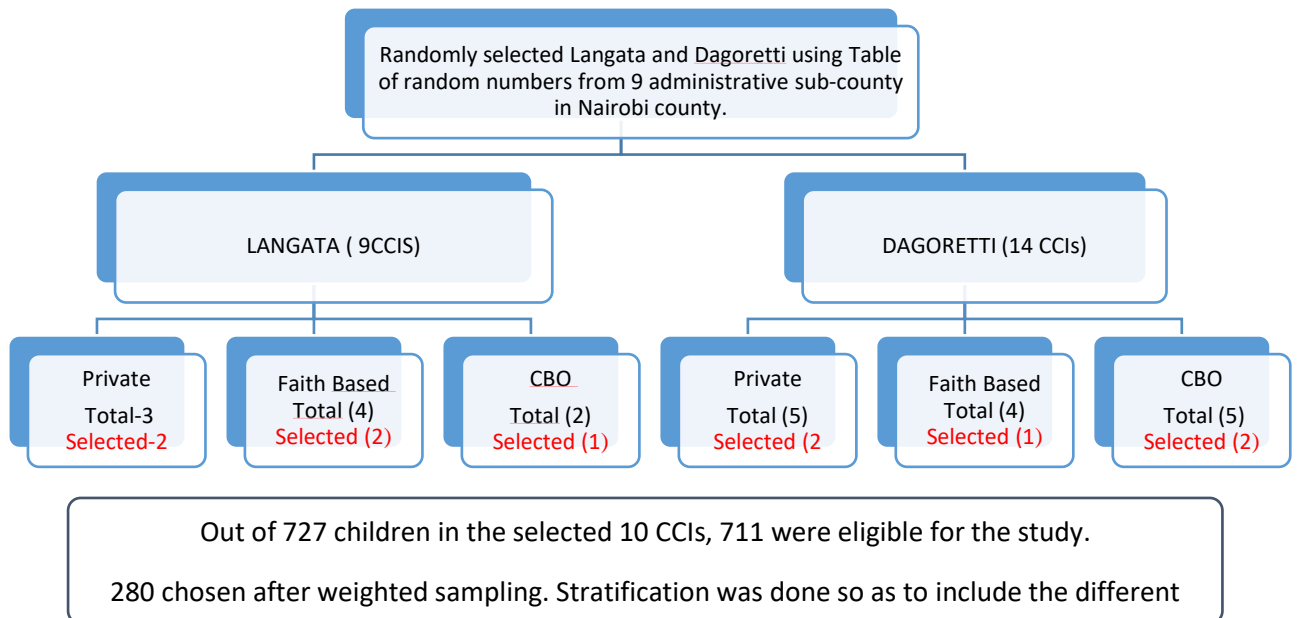 Randomly selected Langata and Dagoretti using Table
of random numbers from 9 administrative sub-county
in Nairobi county.
LANGATA ( 9CCIS)
DAGORETTI (14 CCIs)
Private
Total-3
Selected-2
Faith Based
Total (4)
Selected (2)
CBO
Total (2)
Selected (1)
Private
Total (5)
Selected (2
Faith Based
Total (4)
Selected (1)
CBO
Total (5)
Selected (2)
Out of 727 children in the selected 10 CCIs, 711 were eligible for the study.
280 chosen after weighted sampling. Stratification was done so as to include the different